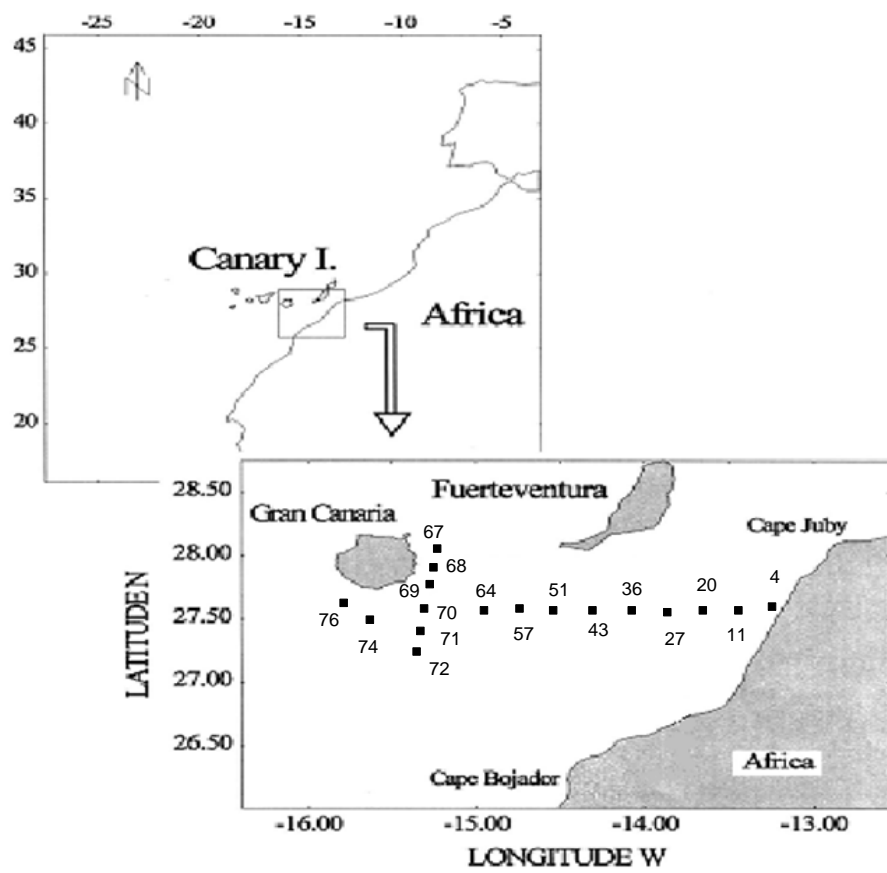 -25 -20 -15 -10 -5
45
N
40
35
Canary I.
30
Africa
25
20
28.50
Fuerteventura
Gran Canaria
67
Cape Juby
28.00
68
69 64 51 36 20 4
27.50
76 70
74 71 57 43 27 11
72
LATITUDE N
27.00
26.50
Africa
Cape Bojador
-16.00 -15.00 -14.00 -13.00
LONGITUDE W